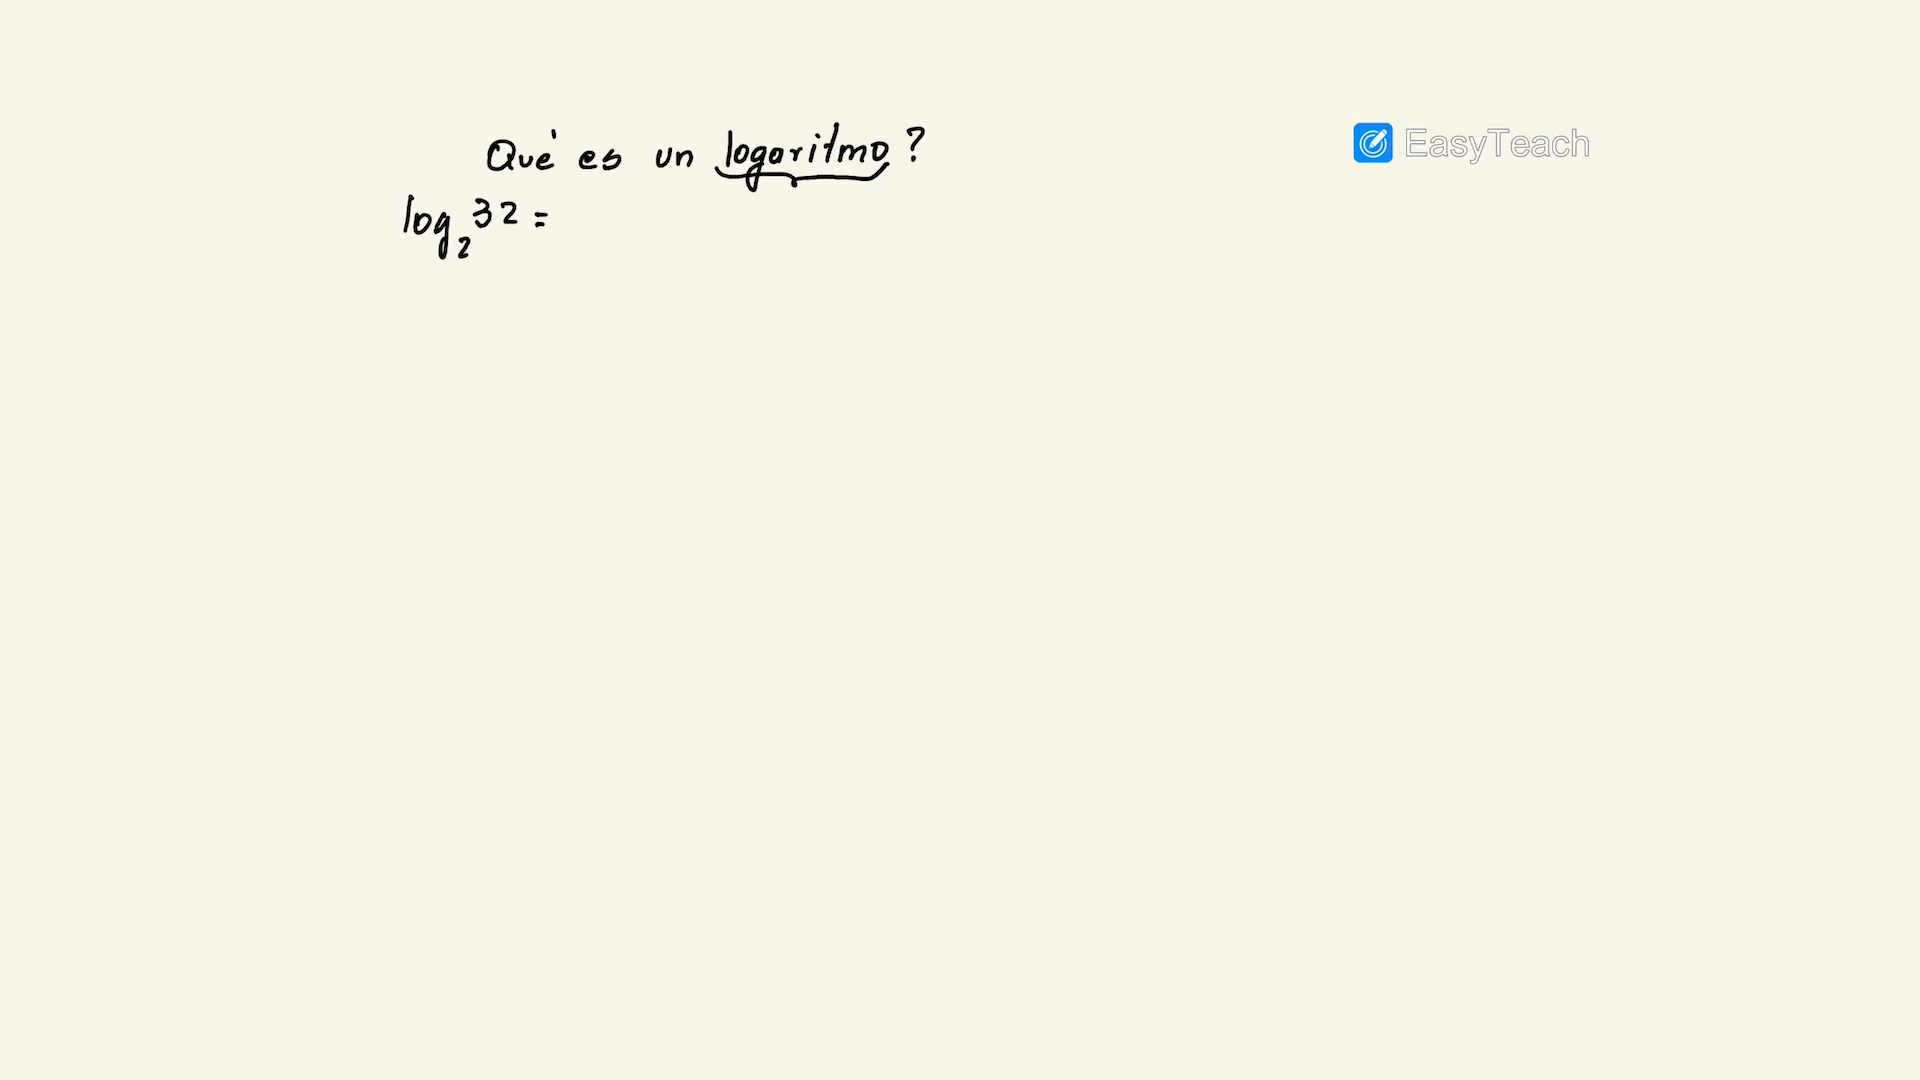 Qué es un logaritmo?
EasyTeach
log₂32=